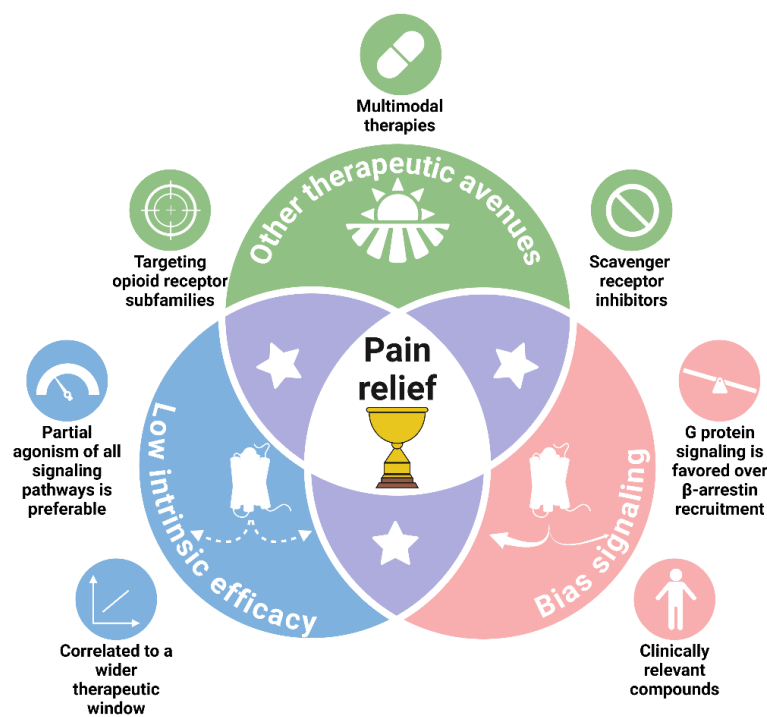 Multimodal
therapies
Other therapeutic avenues
Targeting
opioid receptor
subfamilies
Scavenger
receptor
inhibitors
Pain
relief
Partial
agonism of all
signaling
pathways is
preferable
Low intrinsic efficacy
Bias signaling
G protein
signaling is
favored over
β-arrestin
recruitment
Correlated to a
wider
therapeutic
window
Clinically
relevant
compounds